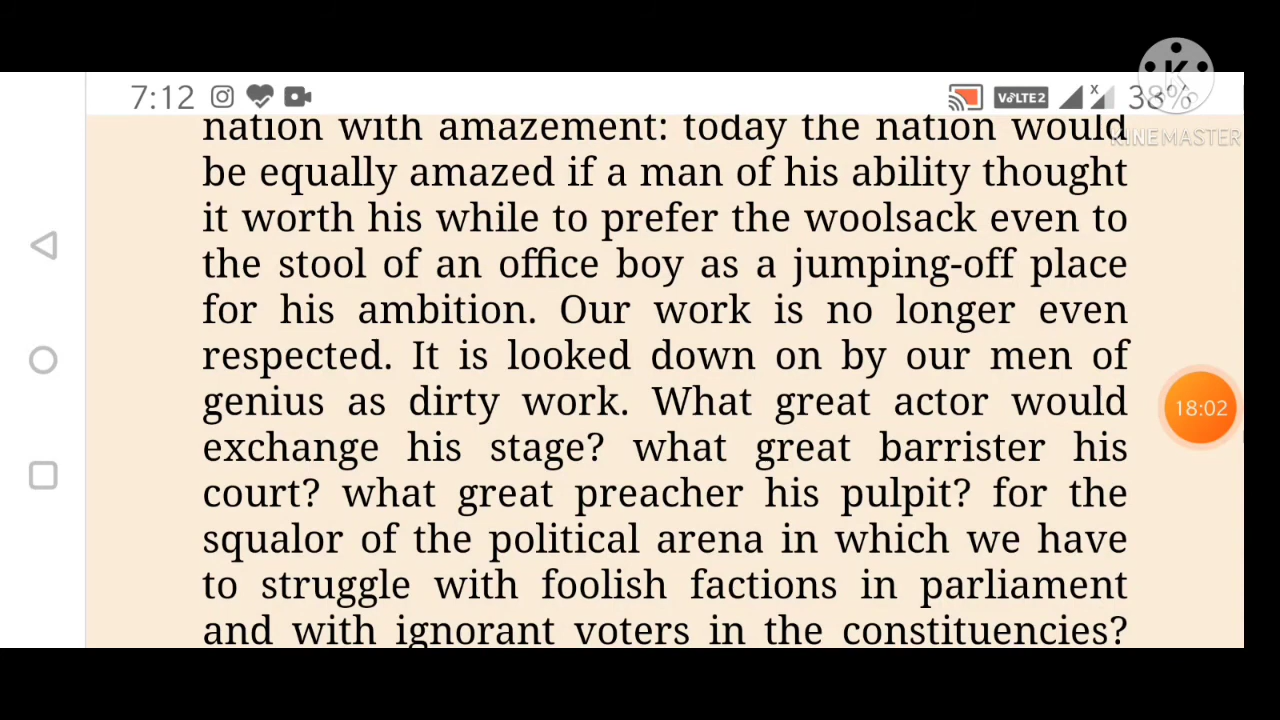 7:12 VoLTE2 38%
KINEMASTER
nation with amazement: today the nation would
be equally amazed if a man of his ability thought
it worth his while to prefer the woolsack even to
the stool of an office boy as a jumping-off place
for his ambition. Our work is no longer even
respected. It is looked down on by our men of
genius as dirty work. What great actor would
exchange his stage? what great barrister his
court? what great preacher his pulpit? for the
squalor of the political arena in which we have
to struggle with foolish factions in parliament
and with ignorant voters in the constituencies?
18:02